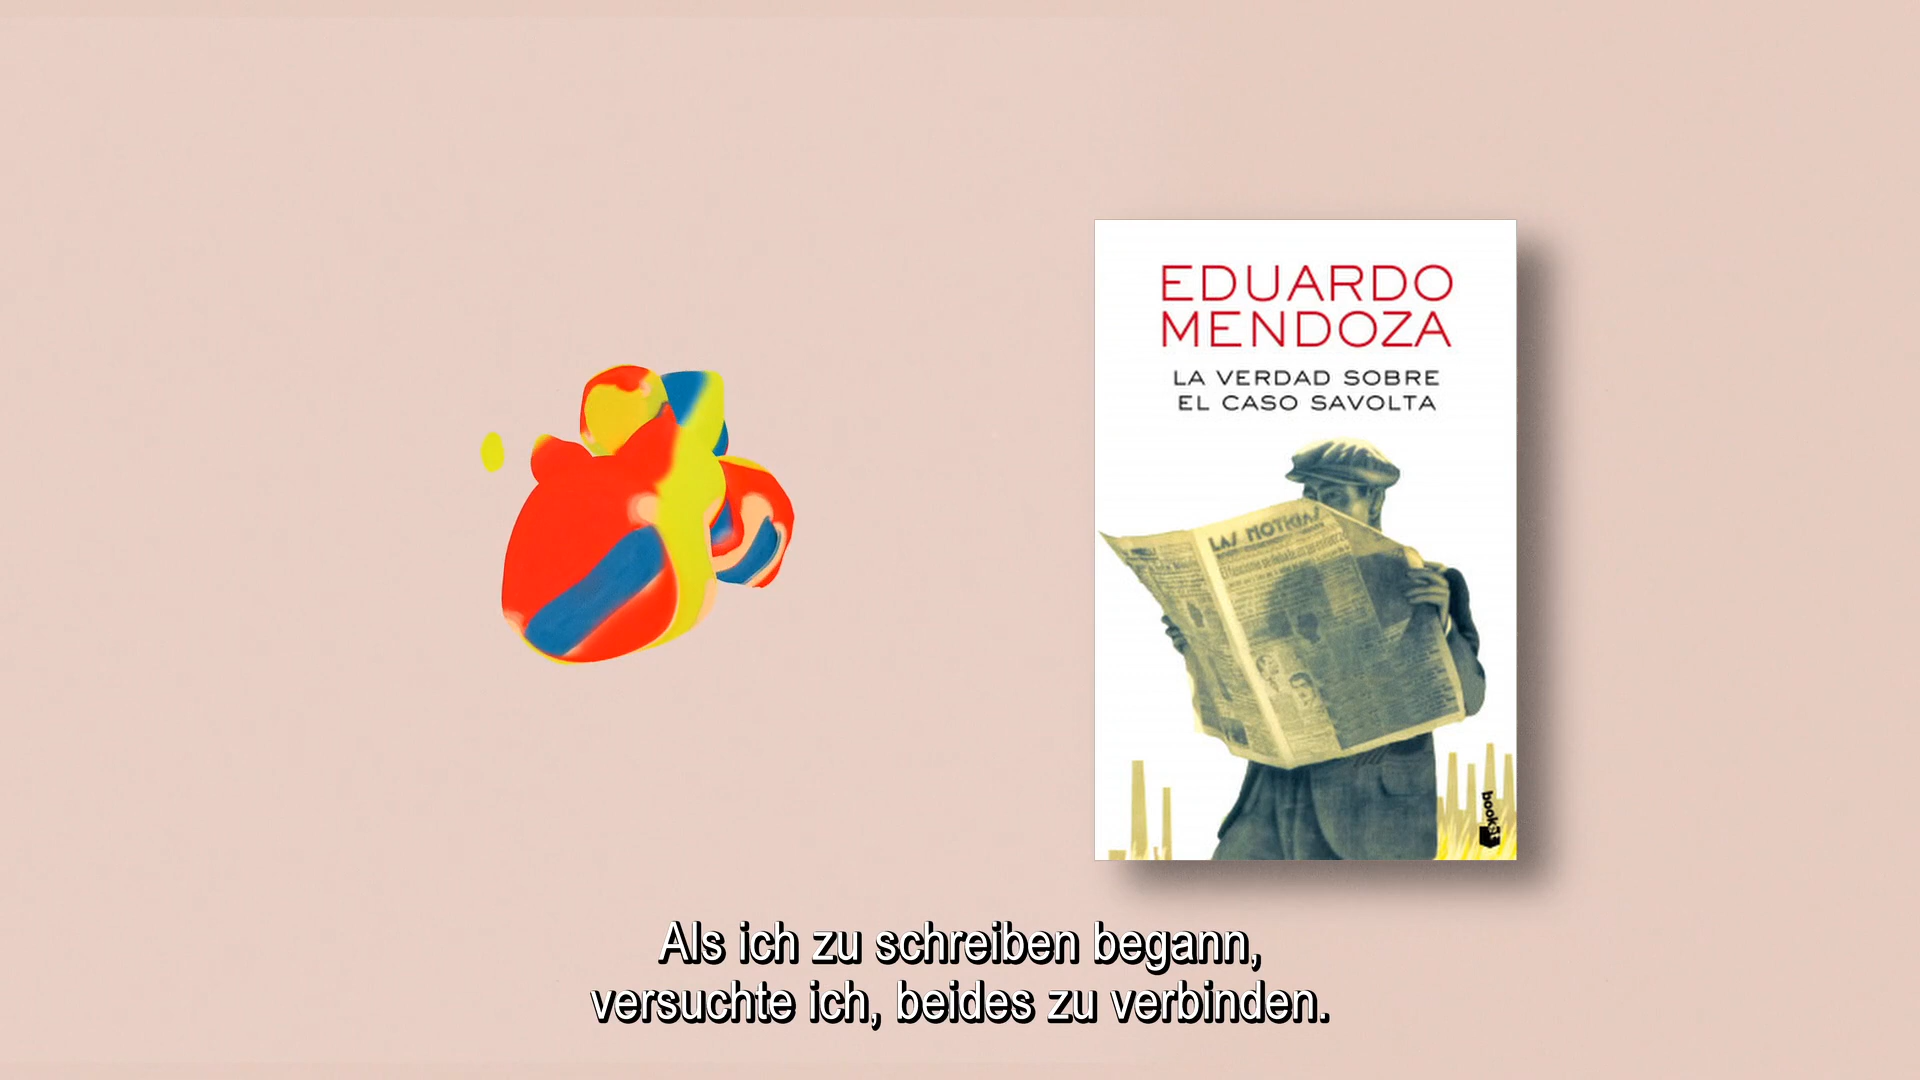 EDUARDO
MENDOZA
LA VERDAD SOBRE
EL CASO SAVOLTA
LAS NOTICIAS
booket
Als ich zu schreiben begann,
versuchte ich, beides zu verbinden.